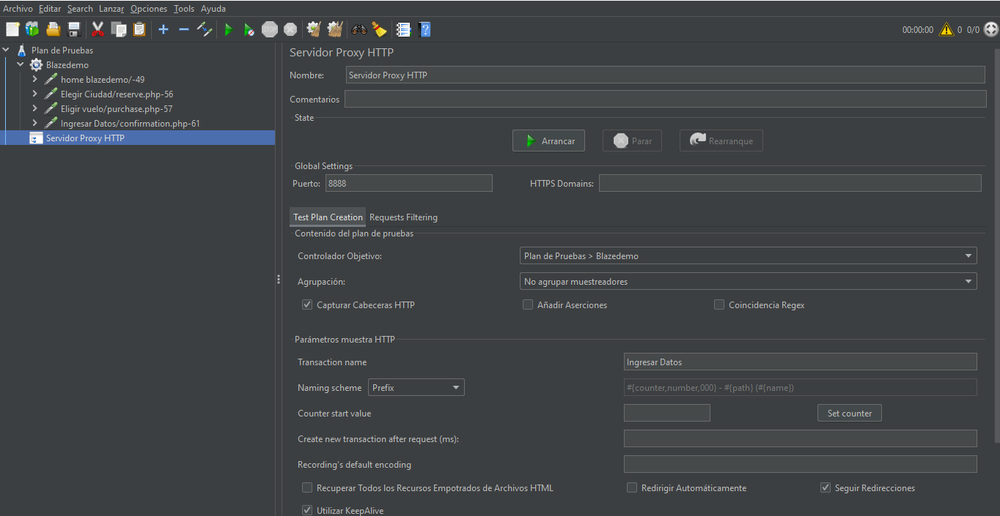 Archivo Editar Search Lanzar Opciones Tools Ayuda
STOP 00:00:00 0 0/0
Plan de Pruebas
Blazedemo
home blazedemo/-49
Elegir Ciudad/reserve.php-56
Eligir vuelo/purchase.php-57
Ingresar Datos/confirmation.php-61
Servidor Proxy HTTP
Servidor Proxy HTTP
Nombre: Servidor Proxy HTTP
Comentarios
State
Arrancar Parar Rearranque
Global Settings
Puerto: 8888 HTTPS Domains:
Test Plan Creation Requests Filtering
Contenido del plan de pruebas
Controlador Objetivo: Plan de Pruebas > Blazedemo
Agrupación: No agrupar muestreadores
Capturar Cabeceras HTTP Añadir Aserciones Coincidencia Regex
Parámetros muestra HTTP
Transaction name Ingresar Datos
Naming scheme Prefix #{counter,number,000} - #{path} (#{name})
Counter start value Set counter
Create new transaction after request (ms):
Recording's default encoding
Recuperar Todos los Recursos Empotrados de Archivos HTML Redirigir Automáticamente Seguir Redirecciones
Utilizar KeepAlive